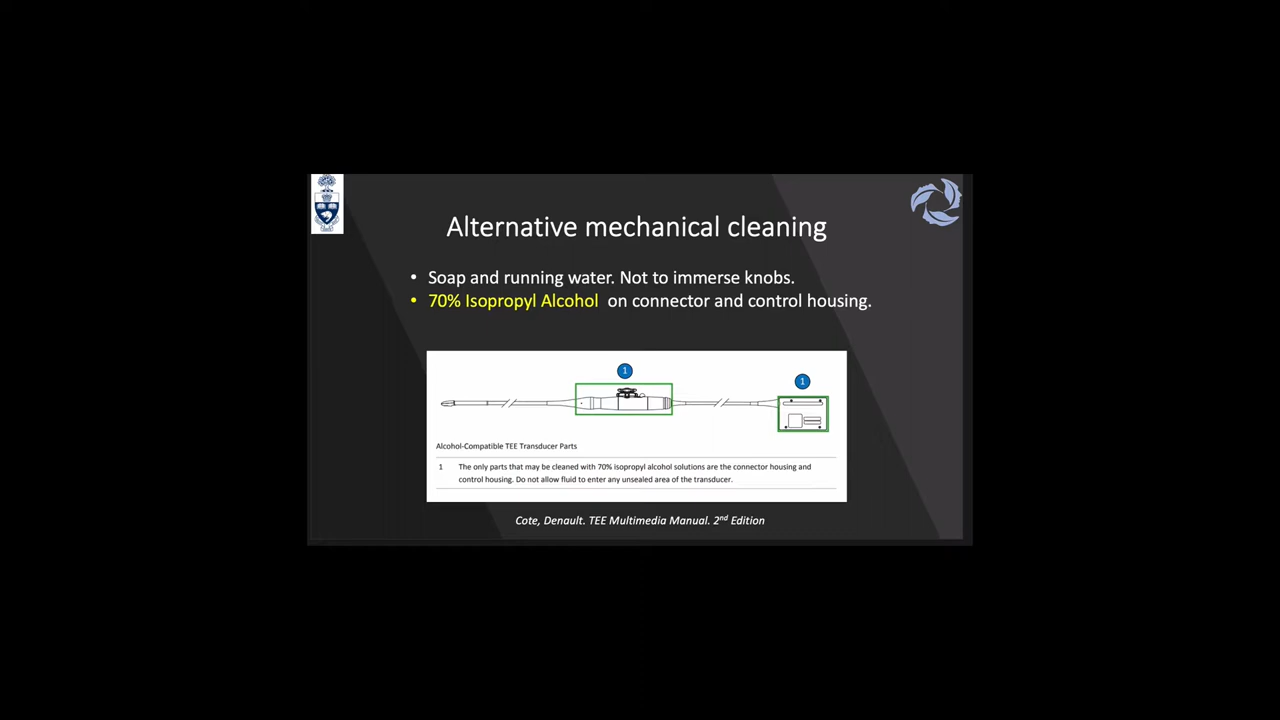 Alternative mechanical cleaning
• Soap and running water. Not to immerse knobs.
• 70% Isopropyl Alcohol on connector and control housing.
1
1
Alcohol-Compatible TEE Transducer Parts
1 The only parts that may be cleaned with 70% isopropyl alcohol solutions are the connector housing and
control housing. Do not allow fluid to enter any unsealed area of the transducer.
Cote, Denault. TEE Multimedia Manual. 2nd Edition